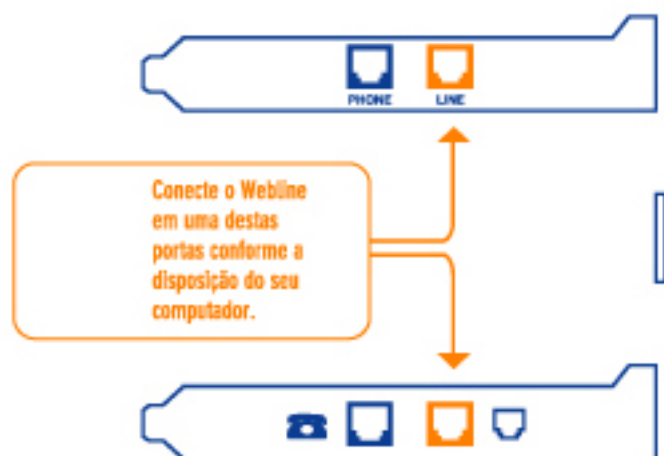 PHONE LINE
Conecte o Webline
em uma destas
portas conforme a
disposição do seu
computador.